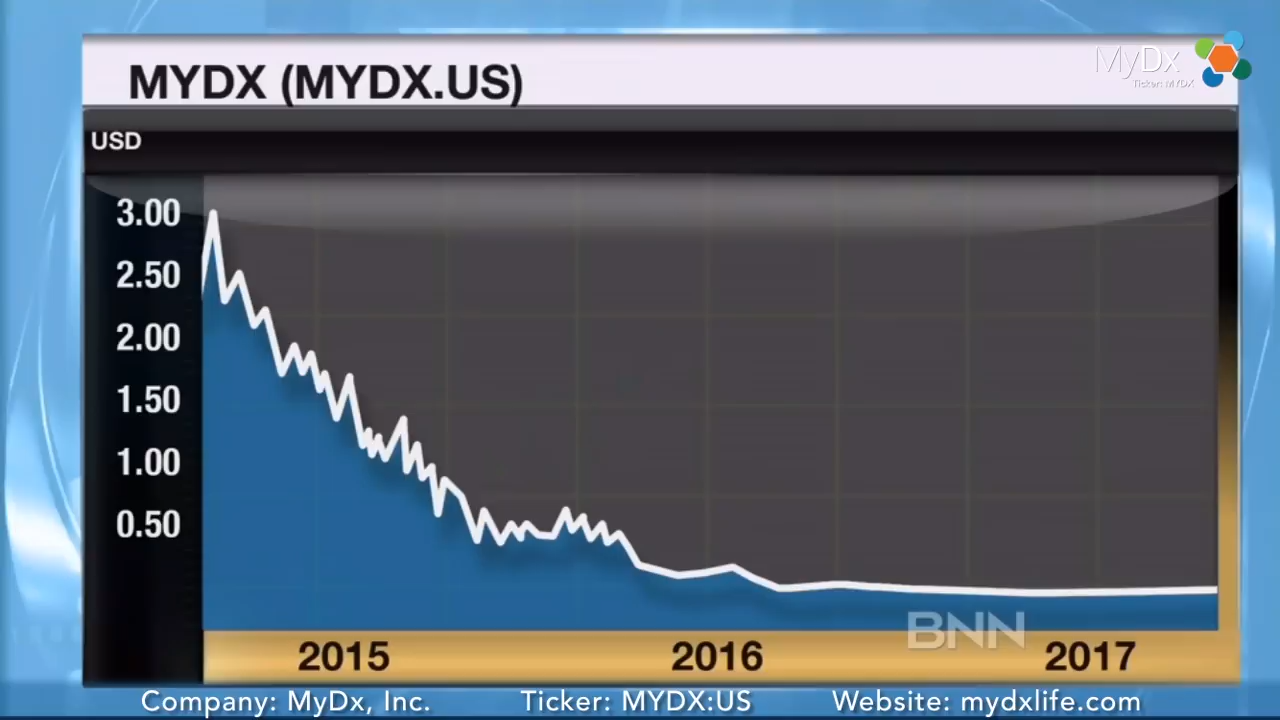 MYDX (MYDX.US)
MyDx
Ticker: MYDX
USD
3.00
2.50
2.00
1.50
1.00
0.50
BNN
2015 2016 2017
Company: MyDx, Inc. Ticker: MYDX:US Website: mydxlife.com